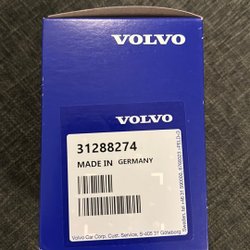 VOLVO
31288274
MADE IN GERMANY
VOLVO
Volvo Car Corp. Cust. Service, S-405 31 Göteborg